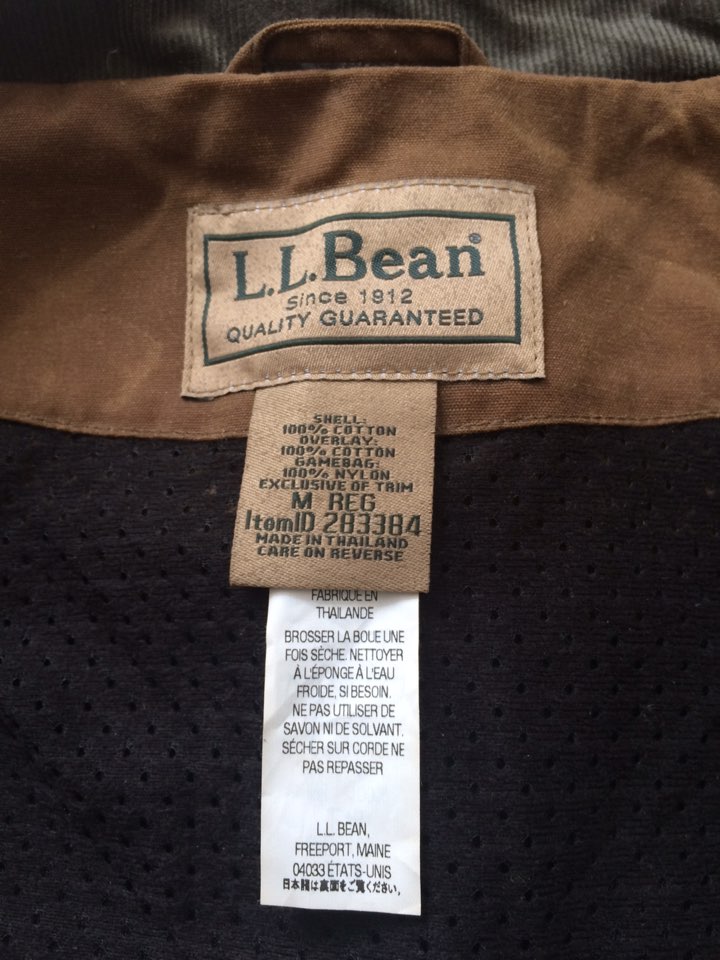 L.L.Bean®
Since 1912
QUALITY GUARANTEED
SHELL:
100% COTTON
OVERLAY:
100% COTTON
GAMEBAG:
100% NYLON
EXCLUSIVE OF TRIM
M REG
ItemID 283384
MADE IN THAILAND
CARE ON REVERSE
FABRIQUÉ EN
THAILANDE
BROSSER LA BOUE UNE
FOIS SÈCHE. NETTOYER
À L'ÉPONGE À L'EAU
FROIDE, SI BESOIN.
NE PAS UTILISER DE
SAVON NI DE SOLVANT.
SÉCHER SUR CORDE NE
PAS REPASSER
L.L. BEAN,
FREEPORT, MAINE
04033 ÉTATS-UNIS
日本語は裏面をご覧ください。